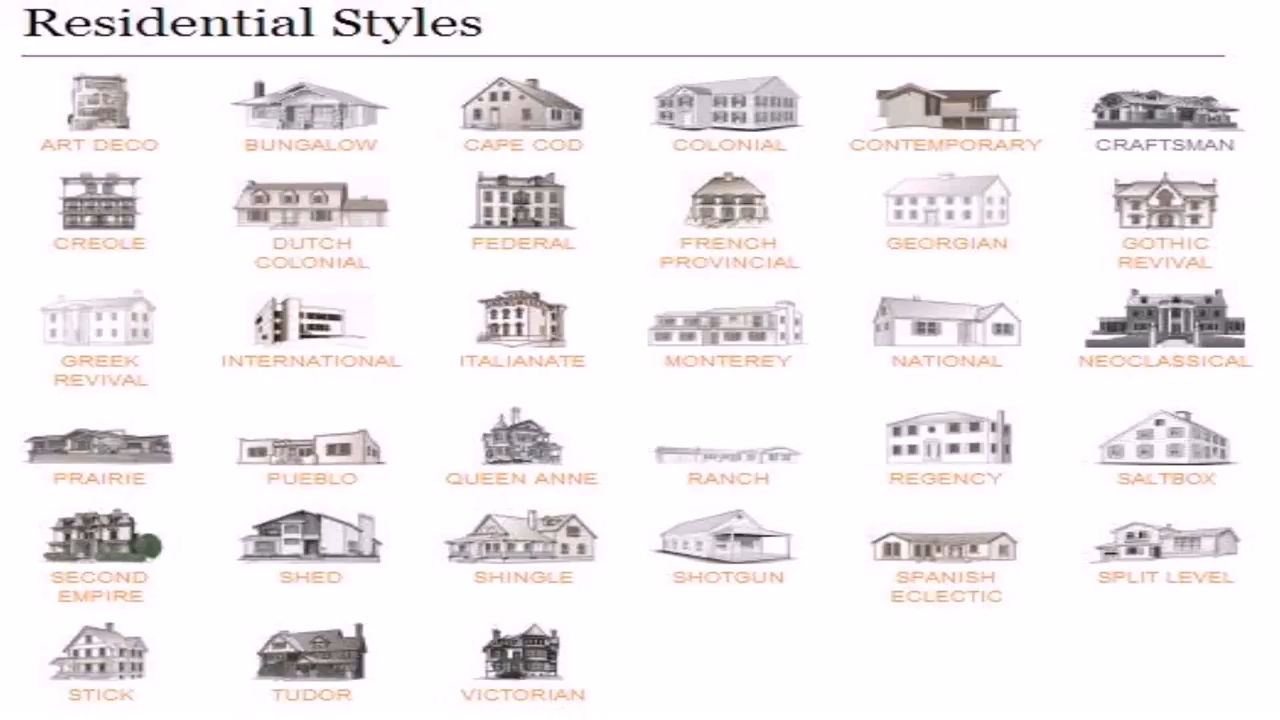 Residential Styles
ART DECO
BUNGALOW
CAPE COD
COLONIAL
CONTEMPORARY
CRAFTSMAN
CREOLE
DUTCH
COLONIAL
FEDERAL
FRENCH
PROVINCIAL
GEORGIAN
GOTHIC
REVIVAL
GREEK
REVIVAL
INTERNATIONAL
ITALIANATE
MONTEREY
NATIONAL
NEOCLASSICAL
PRAIRIE
PUEBLO
QUEEN ANNE
RANCH
REGENCY
SALTBOX
SECOND
EMPIRE
SHED
SHINGLE
SHOTGUN
SPANISH
ECLECTIC
SPLIT LEVEL
STICK
TUDOR
VICTORIAN